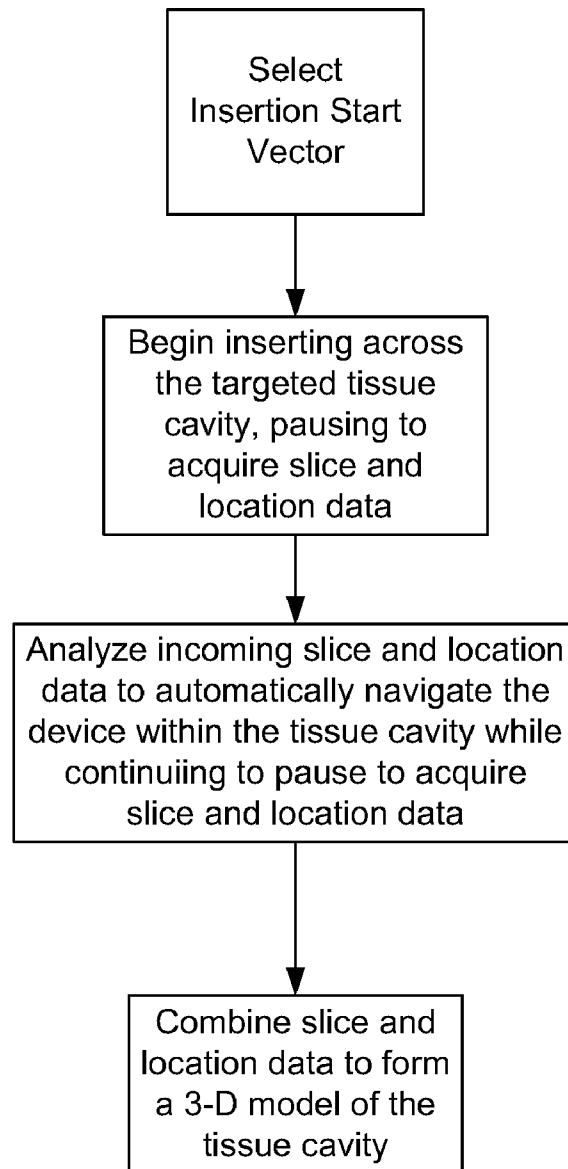 Select
Insertion Start
Vector
Begin inserting across
the targeted tissue
cavity, pausing to
acquire slice and
location data
Analyze incoming slice and location
data to automatically navigate the
device within the tissue cavity while
continuiing to pause to acquire
slice and location data
Combine slice and
location data to form
a 3-D model of the
tissue cavity